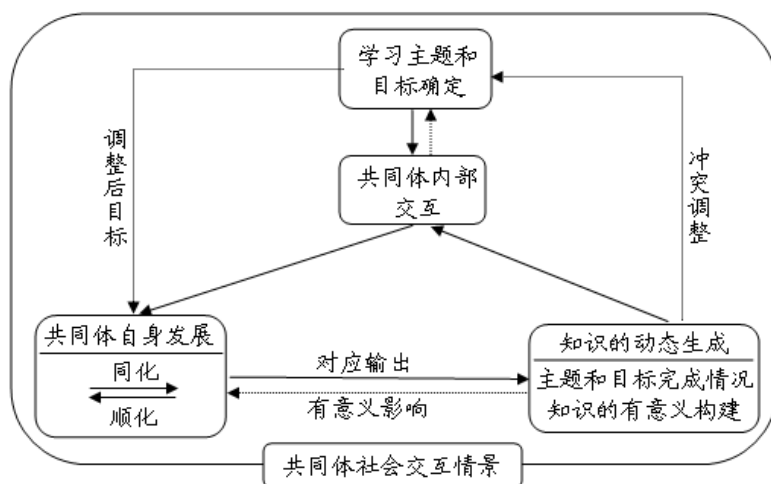 学习主题和
目标确定
调整后目标
冲突调整
共同体内部
交互
共同体自身发展
同化
顺化
对应输出
有意义影响
知识的动态生成
主题和目标完成情况
知识的有意义构建
共同体社会交互情景